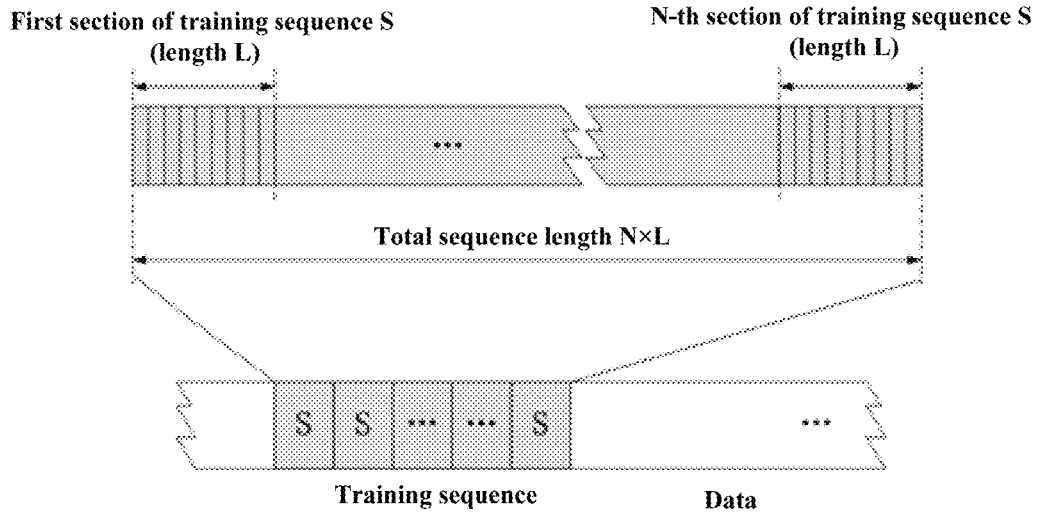 First section of training sequence S
(length L)
N-th section of training sequence S
(length L)
...
Total sequence length N×L
S S ... ... S ...
Training sequence Data